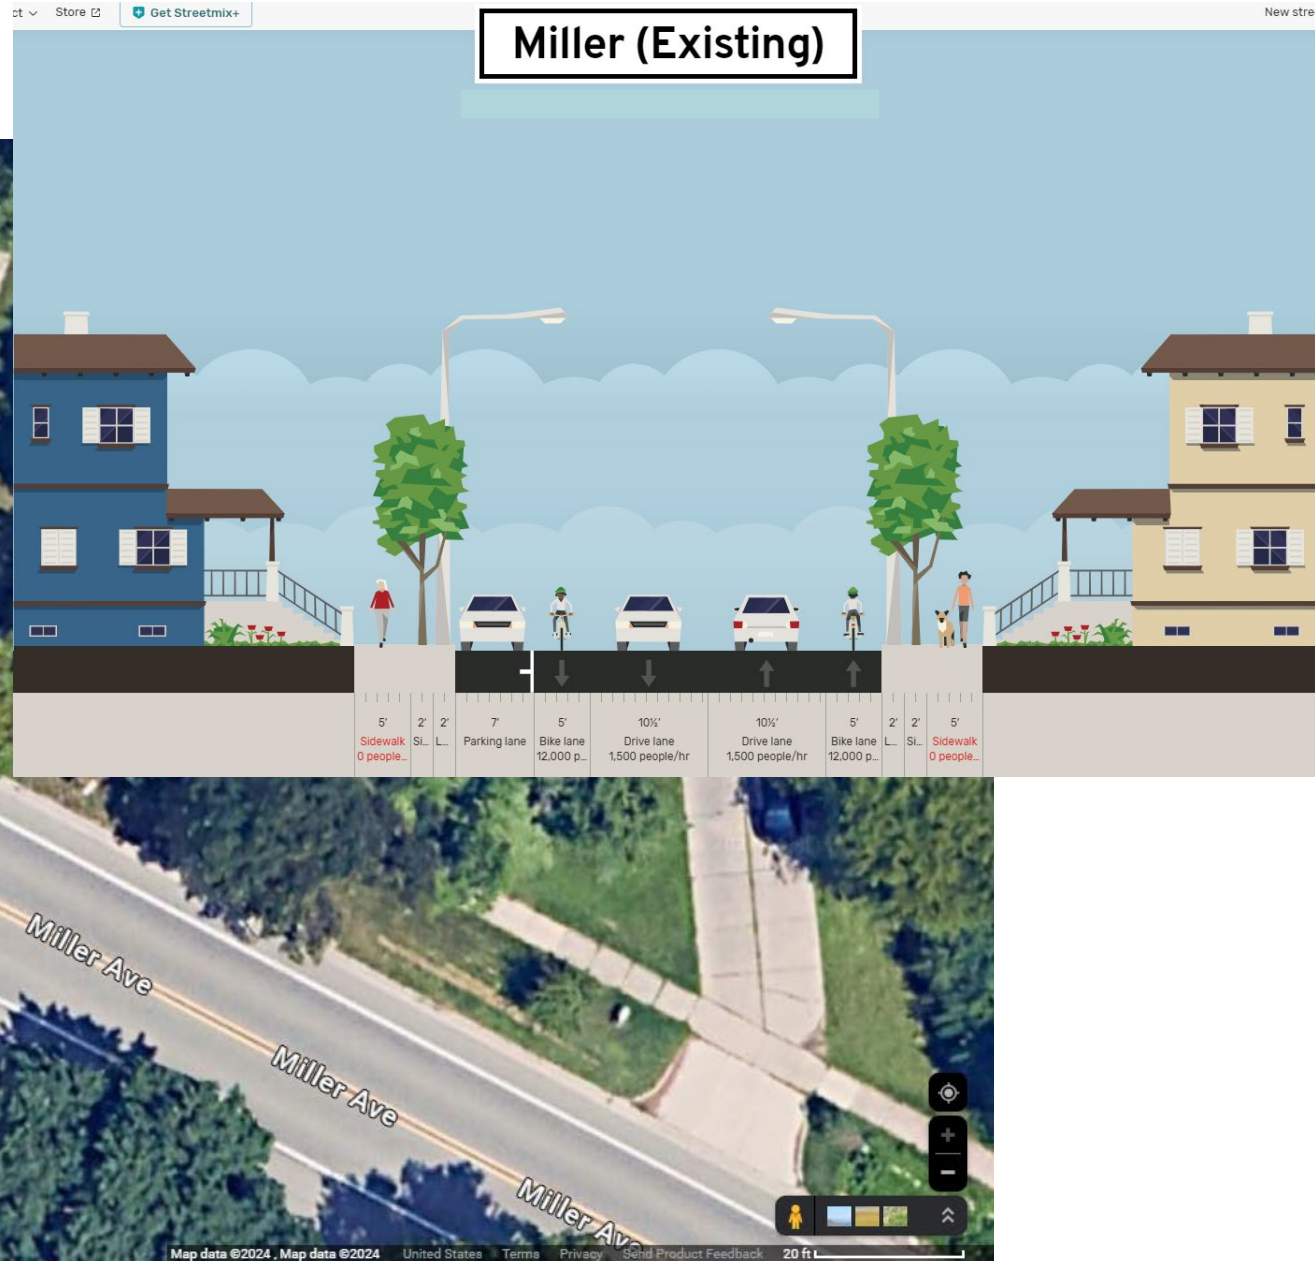 ct Store Get Streetmix+ New stre
Miller (Existing)
5' 2' 2' 7' 5' 10½' 10½' 5' 2' 2' 5'
Sidewalk Si... L... Parking lane Bike lane Drive lane Drive lane Bike lane L... Si... Sidewalk
0 people... 12,000 p... 1,500 people/hr 1,500 people/hr 12,000 p... 0 people...
Miller Ave
Miller Ave
Miller Ave
Map data ©2024 , Map data ©2024 United States Terms Privacy Send Product Feedback 20 ft